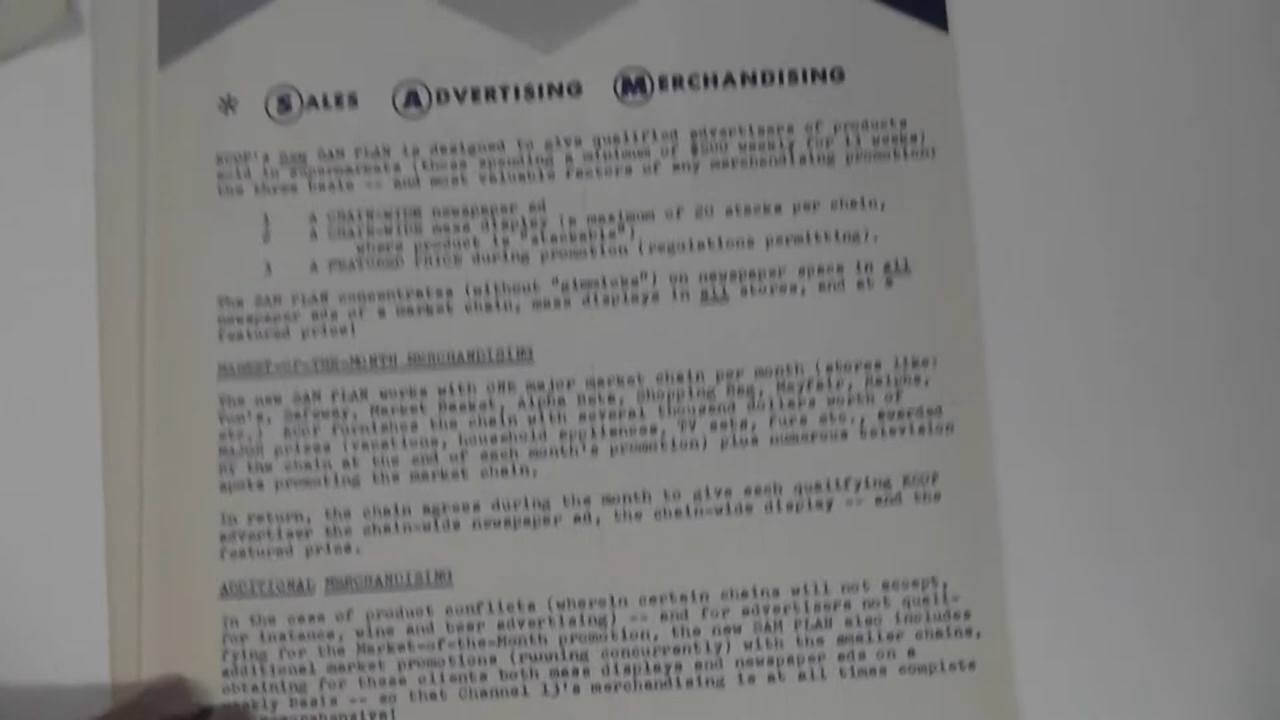 * SALES ADVERTISING MERCHANDISING
KCOP's new SAM PLAN is designed to give qualified advertisers of products
sold in supermarkets (those spending a minimum of $500 weekly for 13 weeks)
the three basic -- and most valuable factors of any merchandising promotion:
1 A CHAIN-WIDE newspaper ad
2 A CHAIN-WIDE mass display (a maximum of 20 stacks per chain,
where product is "stackable").
3 A FEATURED PRICE during promotion (regulations permitting).
The SAM PLAN concentrates (without "gimmicks") on newspaper space in all
newspaper ads of a market chain, mass displays in all stores, and at a
featured price!
MARKET-OF-THE-MONTH MERCHANDISING
The new SAM PLAN works with ONE major market chain per month (stores like:
Von's, Safeway, Market Basket, Alpha Beta, Shopping Bag, Mayfair, Ralphs,
etc.) KCOP furnishes the chain with several thousand dollars worth of
MAJOR prizes (vacations, household appliances, TV sets, furs etc., awarded
by the chain at the end of each month's promotion) plus numerous television
spots promoting the market chain.
In return, the chain agrees during the month to give each qualifying KCOP
advertiser the chain-wide newspaper ad, the chain-wide display -- and the
featured price.
ADDITIONAL MERCHANDISING
In the case of product conflicts (wherein certain chains will not accept,
for instance, wine and beer advertising) -- and for advertisers not quali-
fying for the Market-of-the-Month promotion, the new SAM PLAN also includes
additional market promotions (running concurrently) with the smaller chains,
obtaining for these clients both mass displays and newspaper ads on a
weekly basis -- so that Channel 13's merchandising is at all times complete